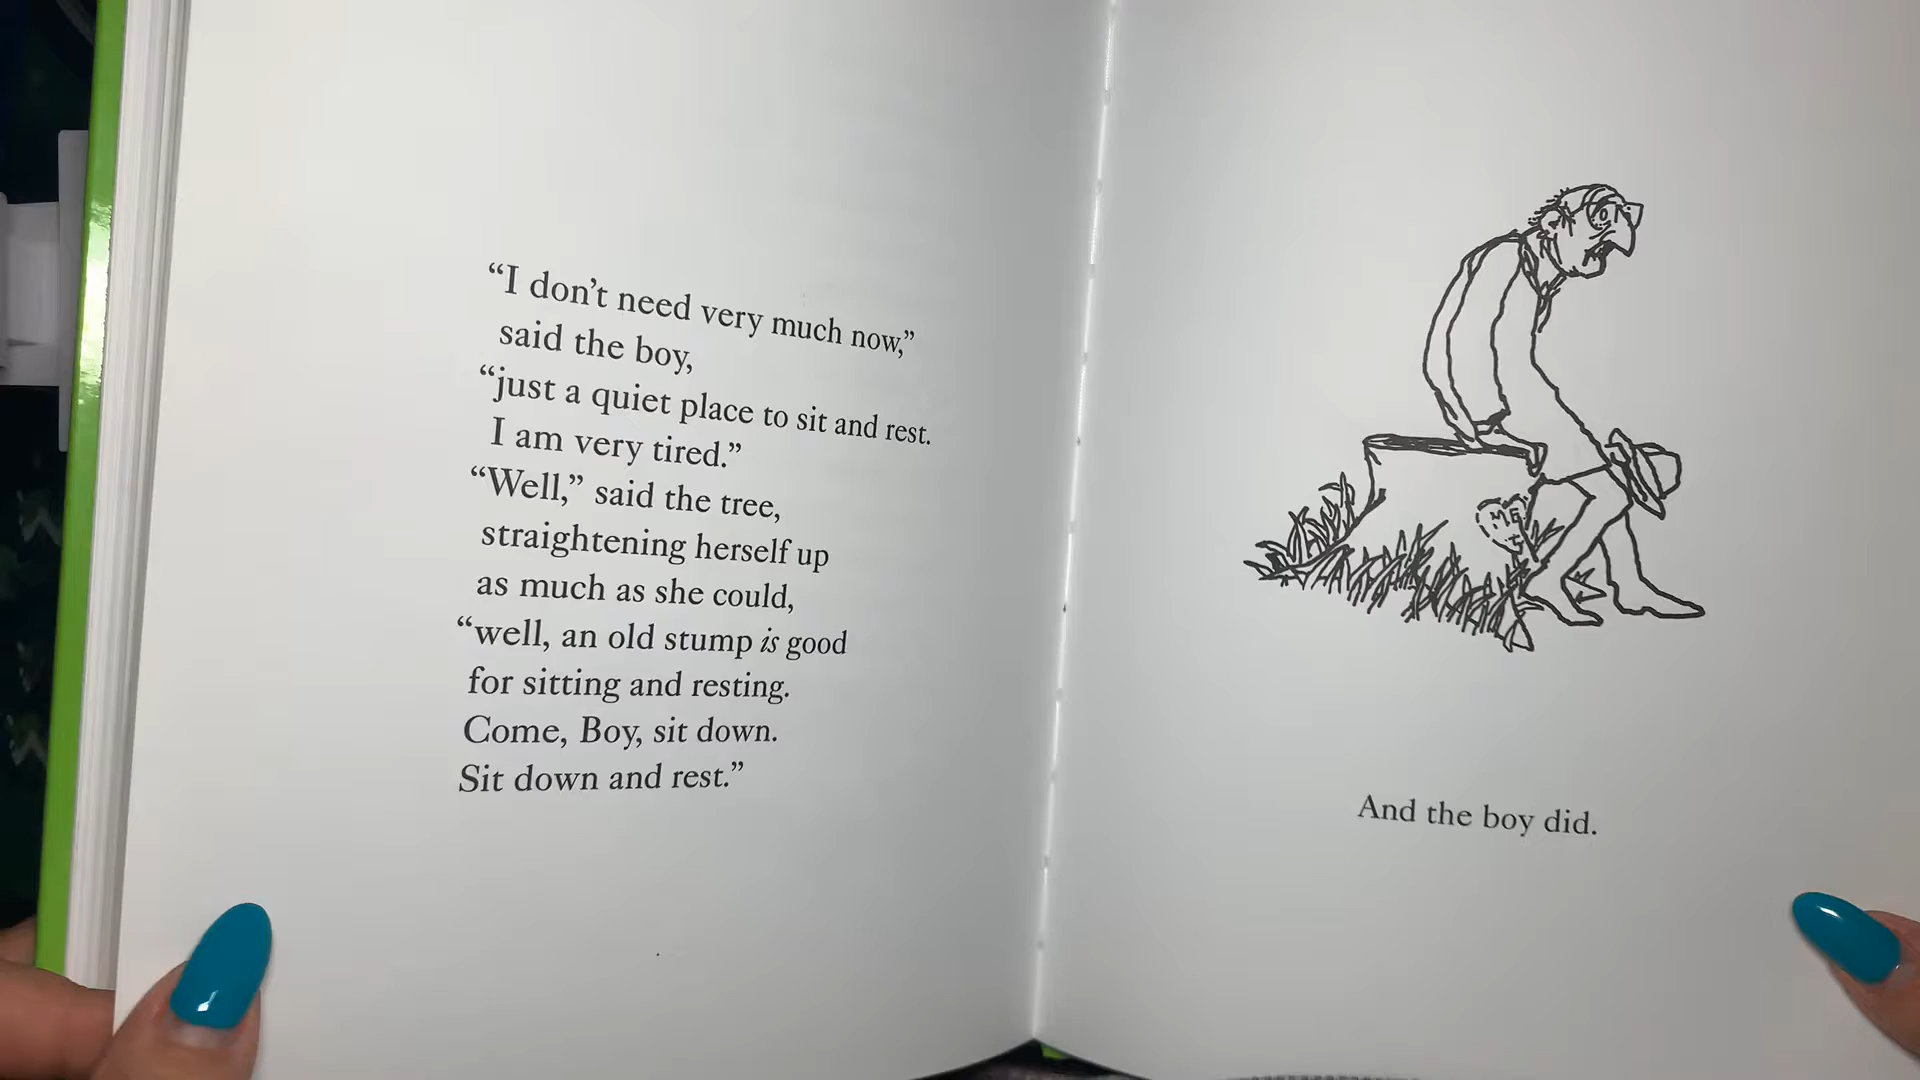 “I don’t need very much now,”
said the boy,
“just a quiet place to sit and rest.
I am very tired.”
“Well,” said the tree,
straightening herself up
as much as she could,
“well, an old stump is good
for sitting and resting.
Come, Boy, sit down.
Sit down and rest.”
M.E.
T.
And the boy did.